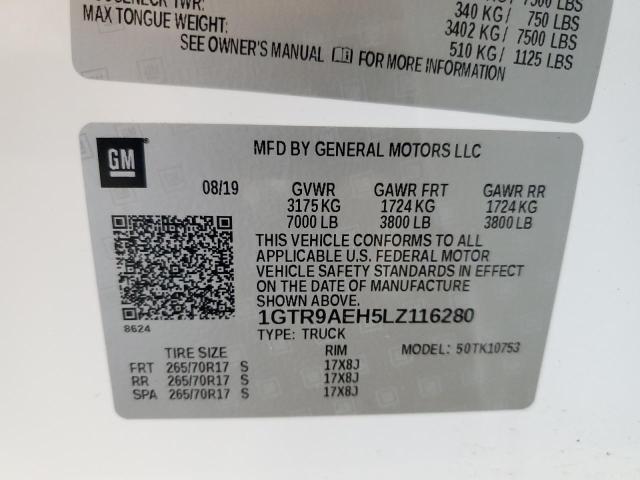 7500 LBS
TWR:
340 KG/ 750 LBS
MAX TONGUE WEIGHT:
3402 KG/ 7500 LBS
510 KG/ 1125 LBS
SEE OWNER'S MANUAL FOR MORE INFORMATION
GM
MFD BY GENERAL MOTORS LLC
08/19 GVWR GAWR FRT GAWR RR
3175 KG 1724 KG 1724 KG
7000 LB 3800 LB 3800 LB
THIS VEHICLE CONFORMS TO ALL
APPLICABLE U.S. FEDERAL MOTOR
VEHICLE SAFETY STANDARDS IN EFFECT
ON THE DATE OF MANUFACTURE
SHOWN ABOVE.
8624
1GTR9AEH5LZ116280
TYPE: TRUCK
TIRE SIZE RIM MODEL: 50TK10753
FRT 265/70R17 S 17X8J
RR 265/70R17 S 17X8J
SPA 265/70R17 S 17X8J